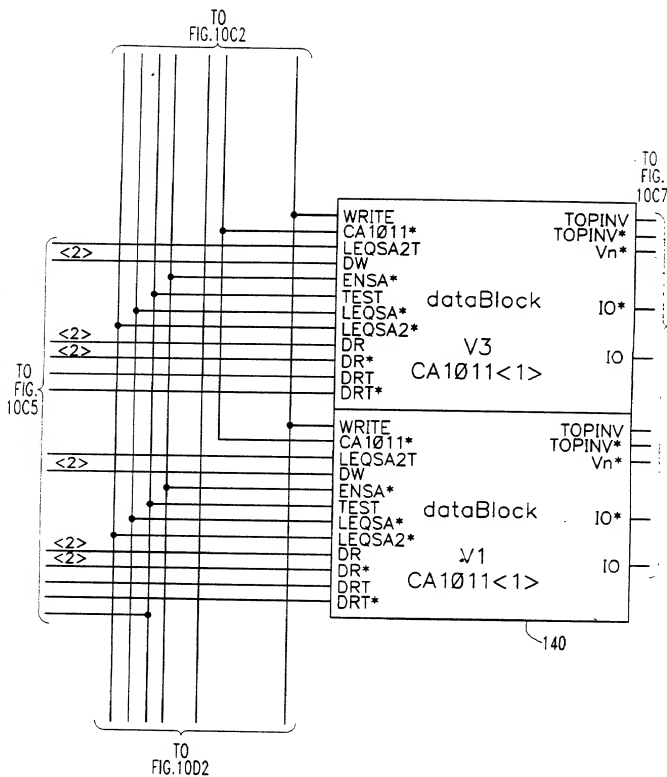 TO
FIG.10C2
TO
FIG.
10C7
WRITE
CA1Ø11*
LEQSA2T
<2>
DW
ENSA*
TEST
LEQSA*
LEQSA2*
<2>
DR
<2>
DR*
DRT
DRT*
dataBlock
V3
CA1Ø11<1>
TOPINV
TOPINV*
Vn*
IO*
IO
TO
FIG.
10C5
WRITE
CA1Ø11*
LEQSA2T
<2>
DW
ENSA*
TEST
LEQSA*
LEQSA2*
<2>
DR
<2>
DR*
DRT
DRT*
dataBlock
V1
CA1Ø11<1>
TOPINV
TOPINV*
Vn*
IO*
IO
140
TO
FIG.10D2